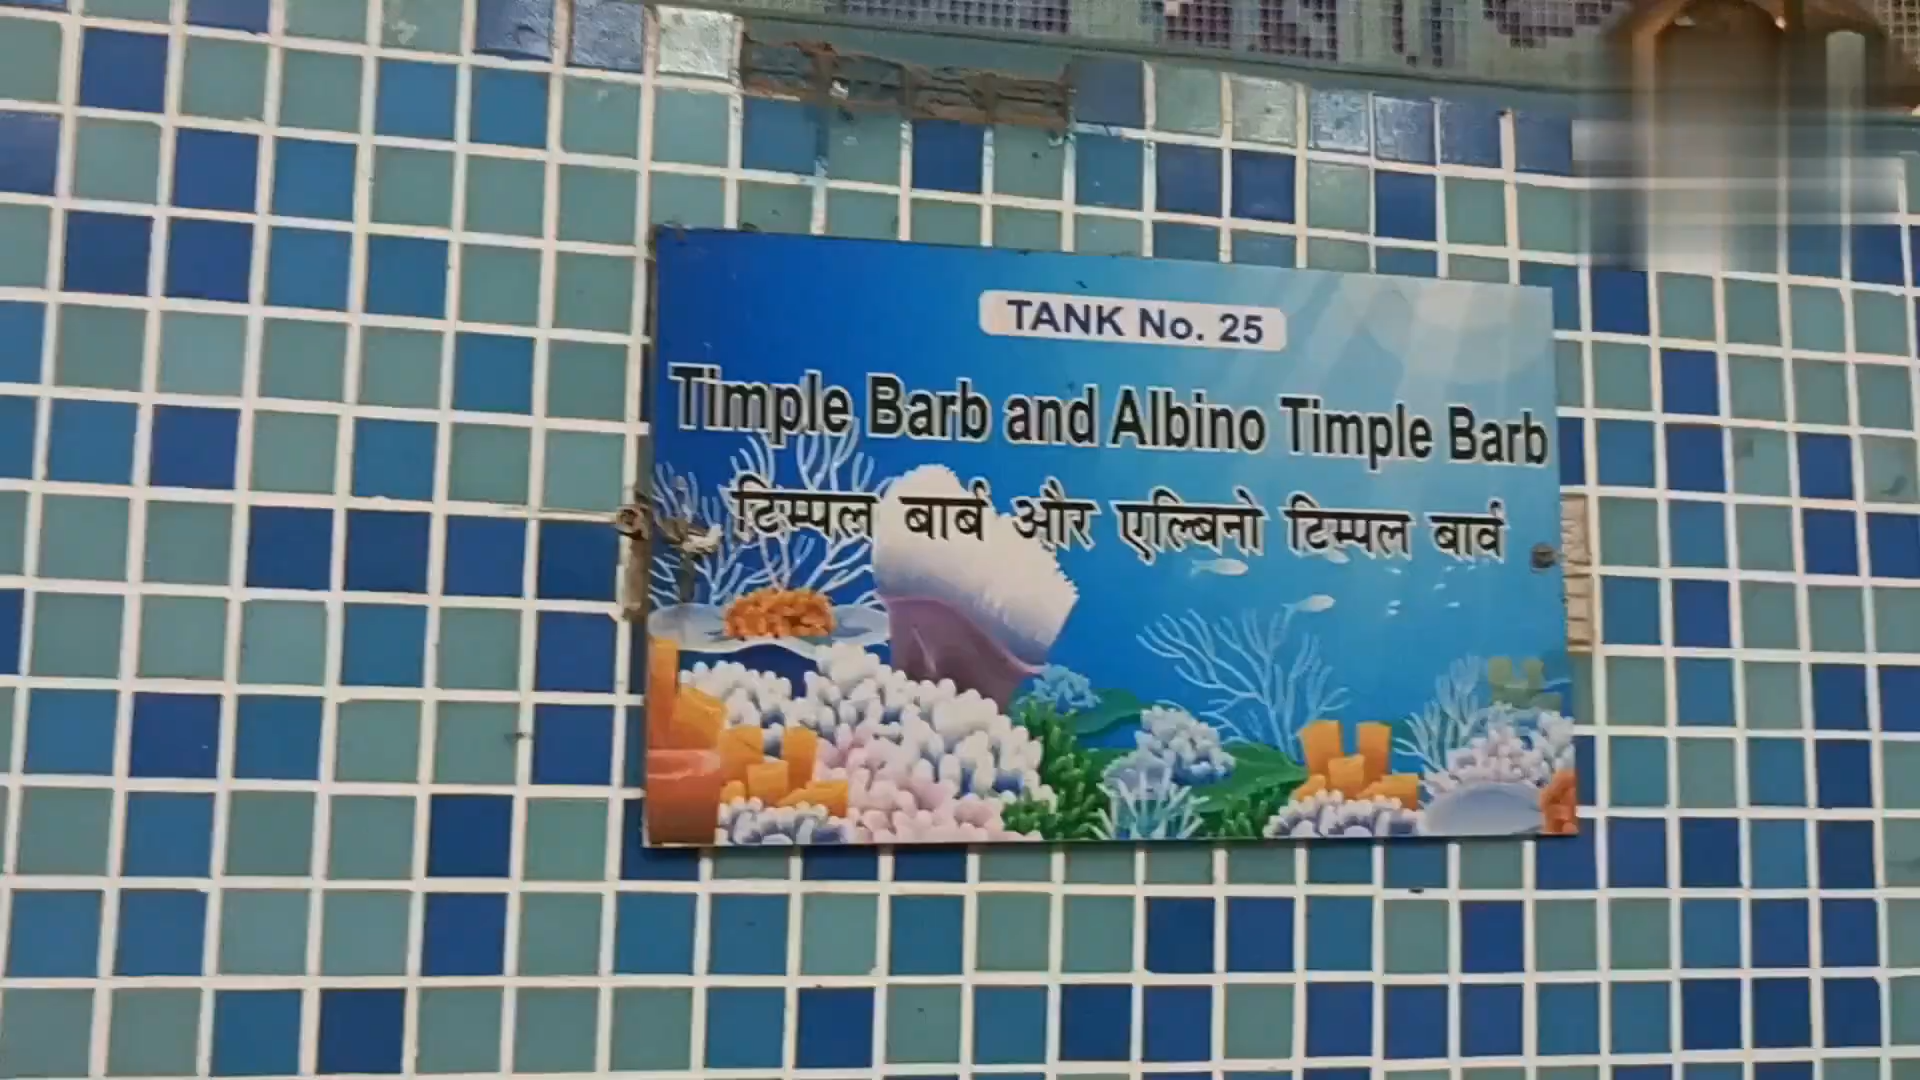 TANK No. 25
Timple Barb and Albino Timple Barb
टिम्पल बार्ब और एल्बिनो टिम्पल बार्व